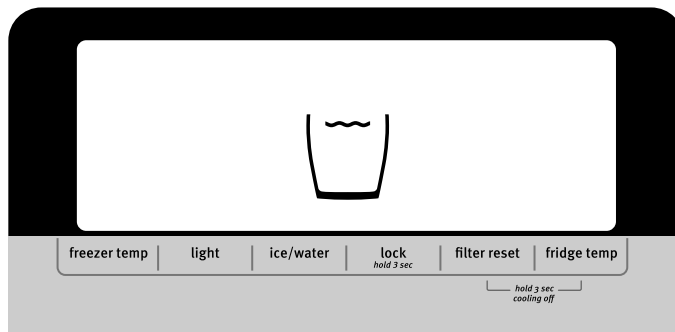 freezer temp light ice/water lock filter reset fridge temp
hold 3 sec
hold 3 sec
cooling off